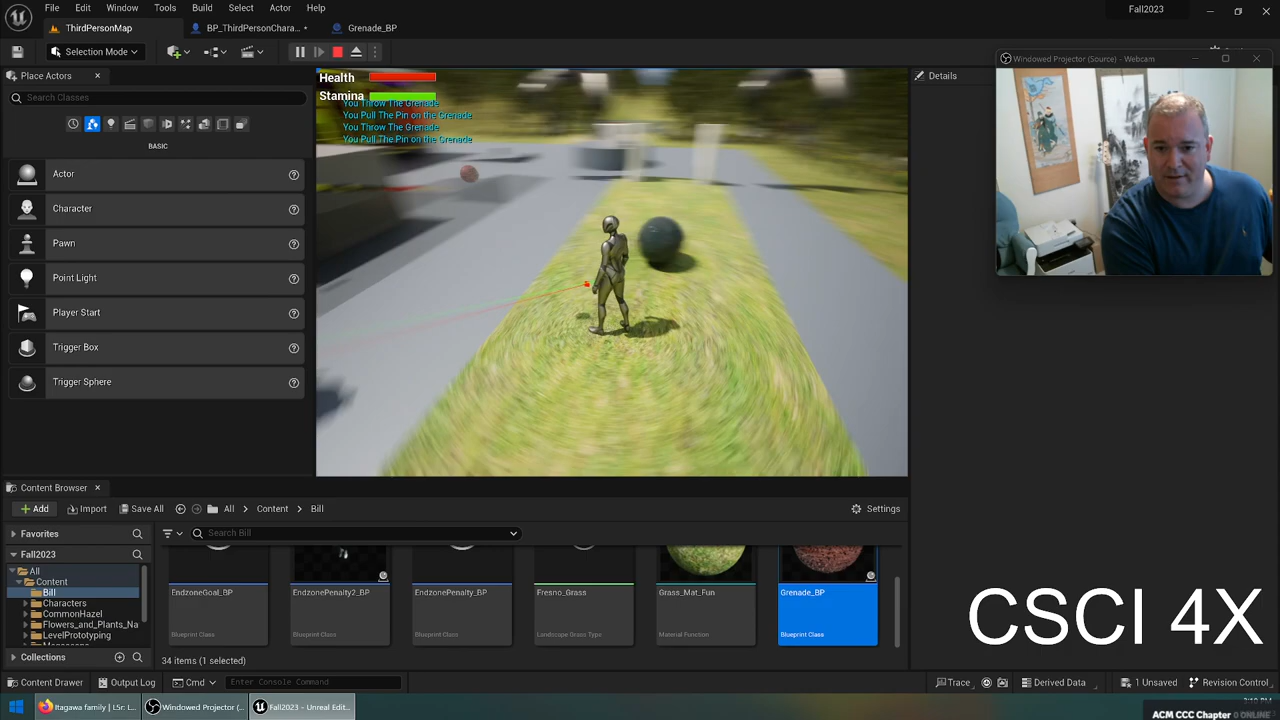 File Edit Window Tools Build Select Actor Help
Fall2023
ThirdPersonMap
BP_ThirdPersonChara...
Grenade_BP
Selection Mode
Place Actors
Search Classes
BASIC
Actor
Character
Pawn
Point Light
Player Start
Trigger Box
Trigger Sphere
Health
Stamina
You Throw The Grenade
You Pull The Pin on the Grenade
You Throw The Grenade
You Pull The Pin on the Grenade
Details
Windowed Projector (Source) - Webcam
Content Browser
Add
Import
Save All
All > Content > Bill
Settings
Favorites
Search Bill
Fall2023
All
Content
Bill
Characters
CommonHazel
Flowers_and_Plants_Na
LevelPrototyping
Collections
EndzoneGoal_BP
Blueprint Class
EndzonePenalty2_BP
Blueprint Class
EndzonePenalty_BP
Blueprint Class
Fresno_Grass
Landscape Grass Type
Grass_Mat_Fun
Material Function
Grenade_BP
Blueprint Class
34 items (1 selected)
CSCI 4X
Content Drawer
Output Log
Cmd
Enter Console Command
Trace
Derived Data
1 Unsaved
Revision Control
Itagawa family | l5r: L...
Windowed Projector (...
Fall2023 - Unreal Edit...
ACM CCC Chapter 0 ONLINE